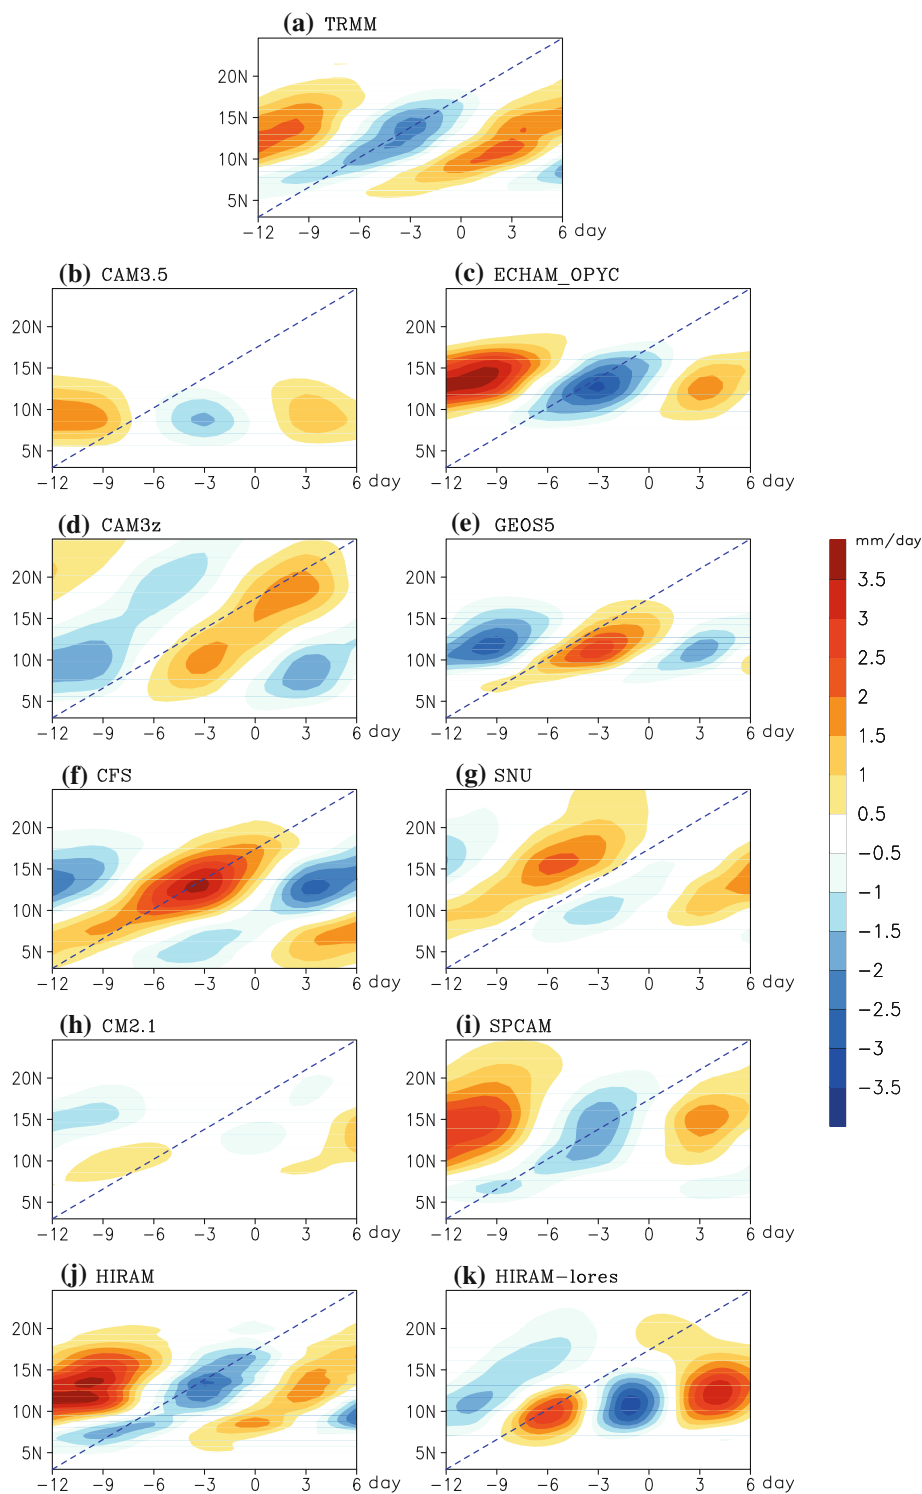 (a) TRMM
20N
15N
10N
5N
-12 -9 -6 -3 0 3 6 day
(b) CAM3.5
20N
15N
10N
5N
-12 -9 -6 -3 0 3 6 day
(c) ECHAM_OPYC
20N
15N
10N
5N
-12 -9 -6 -3 0 3 6 day
(d) CAM3z
20N
15N
10N
5N
-12 -9 -6 -3 0 3 6 day
(e) GEOS5
20N
15N
10N
5N
-12 -9 -6 -3 0 3 6 day
mm/day
3.5
3
2.5
2
1.5
1
0.5
-0.5
-1
-1.5
-2
-2.5
-3
-3.5
(f) CFS
20N
15N
10N
5N
-12 -9 -6 -3 0 3 6 day
(g) SNU
20N
15N
10N
5N
-12 -9 -6 -3 0 3 6 day
(h) CM2.1
20N
15N
10N
5N
-12 -9 -6 -3 0 3 6 day
(i) SPCAM
20N
15N
10N
5N
-12 -9 -6 -3 0 3 6 day
(j) HIRAM
20N
15N
10N
5N
-12 -9 -6 -3 0 3 6 day
(k) HIRAM-lores
20N
15N
10N
5N
-12 -9 -6 -3 0 3 6 day